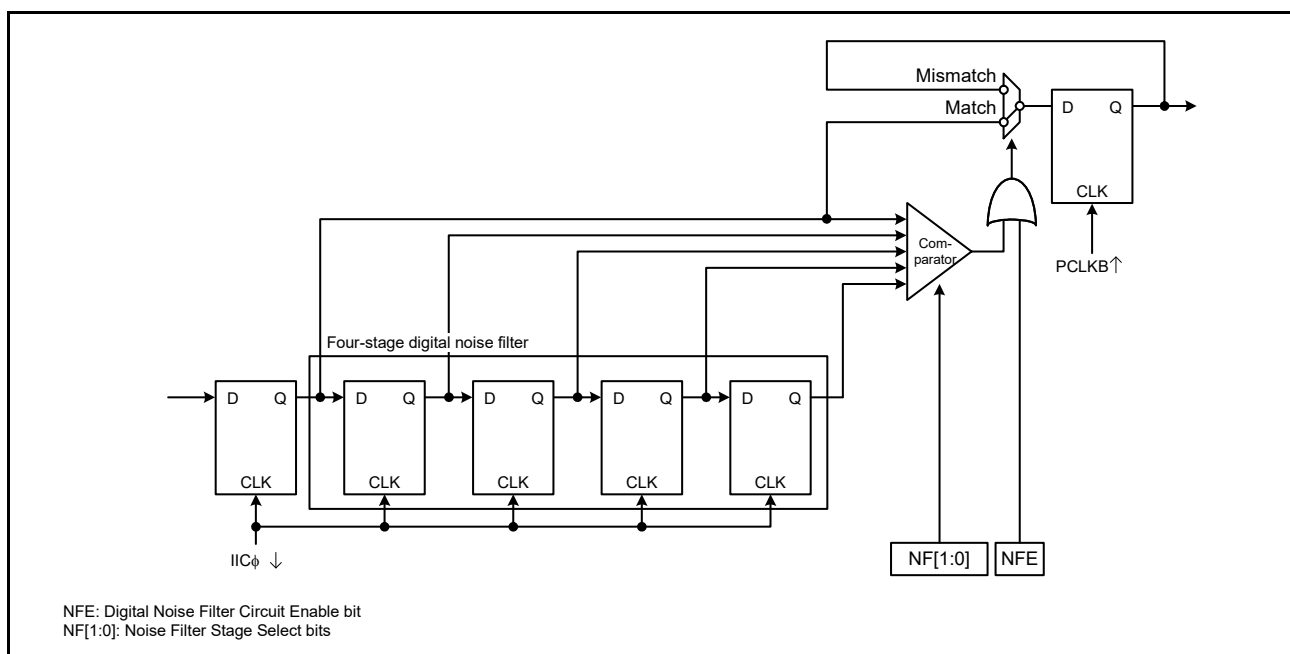 Mismatch
Match
D Q
CLK
PCLKB↑
Com-
parator
Four-stage digital noise filter
D Q D Q D Q D Q D Q
CLK CLK CLK CLK CLK
IICϕ ↓
NF[1:0] NFE
NFE: Digital Noise Filter Circuit Enable bit
NF[1:0]: Noise Filter Stage Select bits